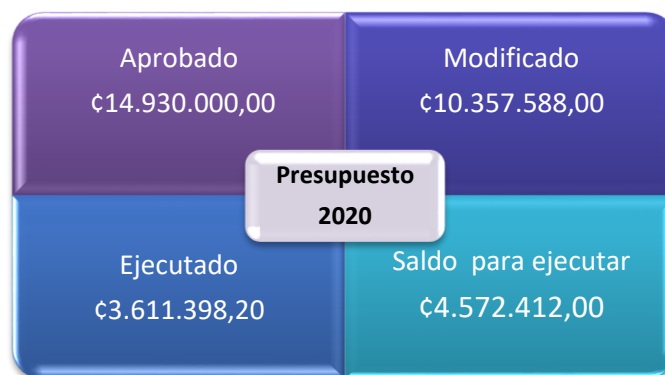 Aprobado
¢14.930.000,00
Modificado
¢10.357.588,00
Presupuesto
2020
Ejecutado
¢3.611.398,20
Saldo para ejecutar
¢4.572.412,00